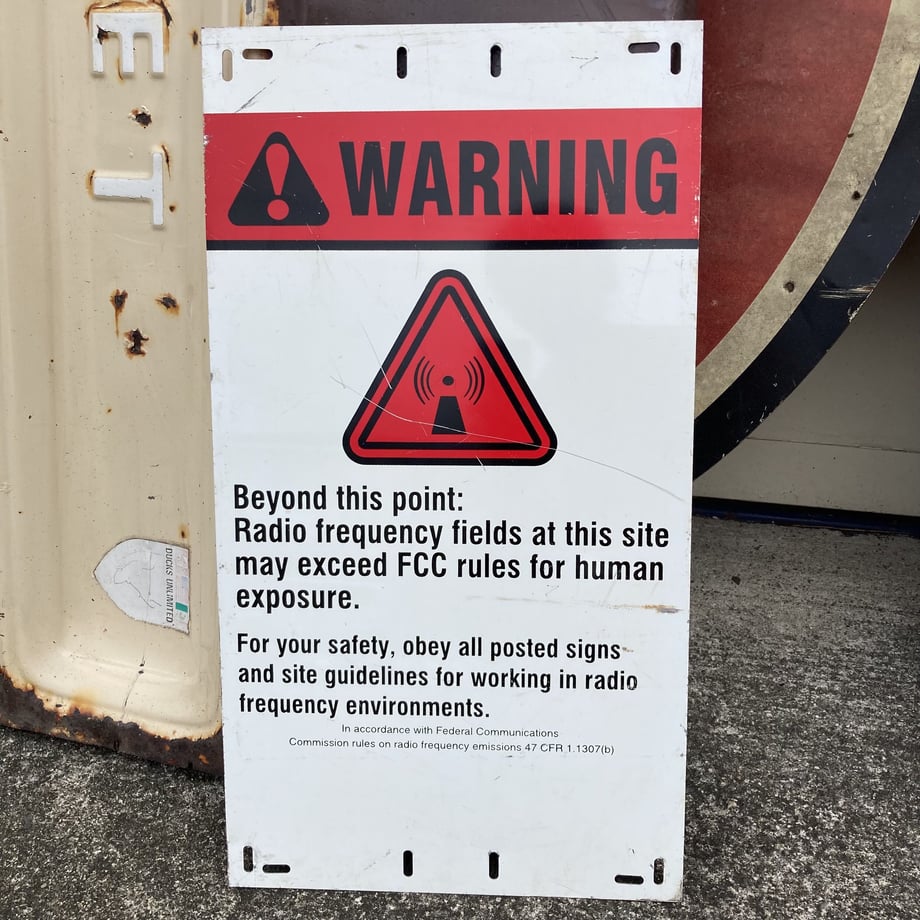 ET
WARNING
Beyond this point:
Radio frequency fields at this site
may exceed FCC rules for human
exposure.
For your safety, obey all posted signs
and site guidelines for working in radio
frequency environments.
In accordance with Federal Communications
Commission rules on radio frequency emissions 47 CFR 1.1307(b)
DUCKS UNLIMITED